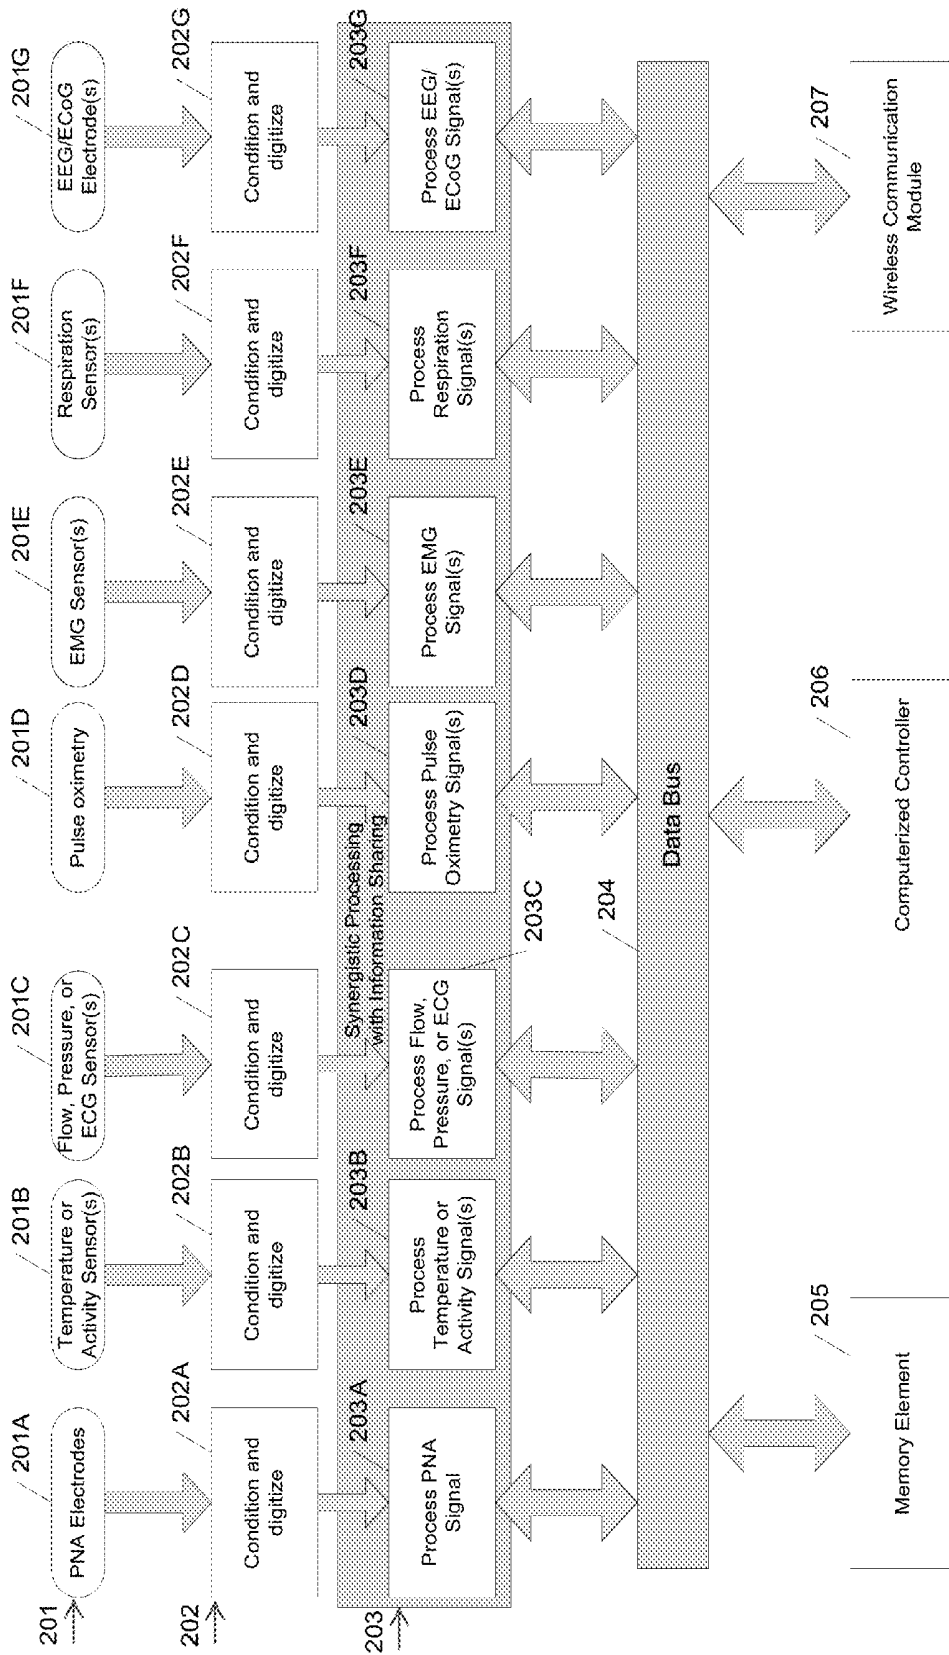 201
201A
201B
201C
201D
201E
201F
201G
PNA Electrodes
Temperature or
Activity Sensor(s)
Flow, Pressure, or
ECG Sensor(s)
Pulse oximetry
EMG Sensor(s)
Respiration
Sensor(s)
EEG/ECoG
Electrode(s)
202
202A
202B
202C
202D
202E
202F
202G
Condition and
digitize
Condition and
digitize
Condition and
digitize
Condition and
digitize
Condition and
digitize
Condition and
digitize
Condition and
digitize
Synergistic Processing
with Information Sharing
203
203A
203B
203C
203D
203E
203F
203G
Process PNA
Signal
Process
Temperature or
Activity Signal(s)
Process Flow,
Pressure, or ECG
Signal(s)
Process Pulse
Oximetry Signal(s)
Process EMG
Signal(s)
Process
Respiration
Signal(s)
Process EEG/
ECoG Signal(s)
204
Data Bus
205
206
207
Memory Element
Computerized Controller
Wireless Communication
Module